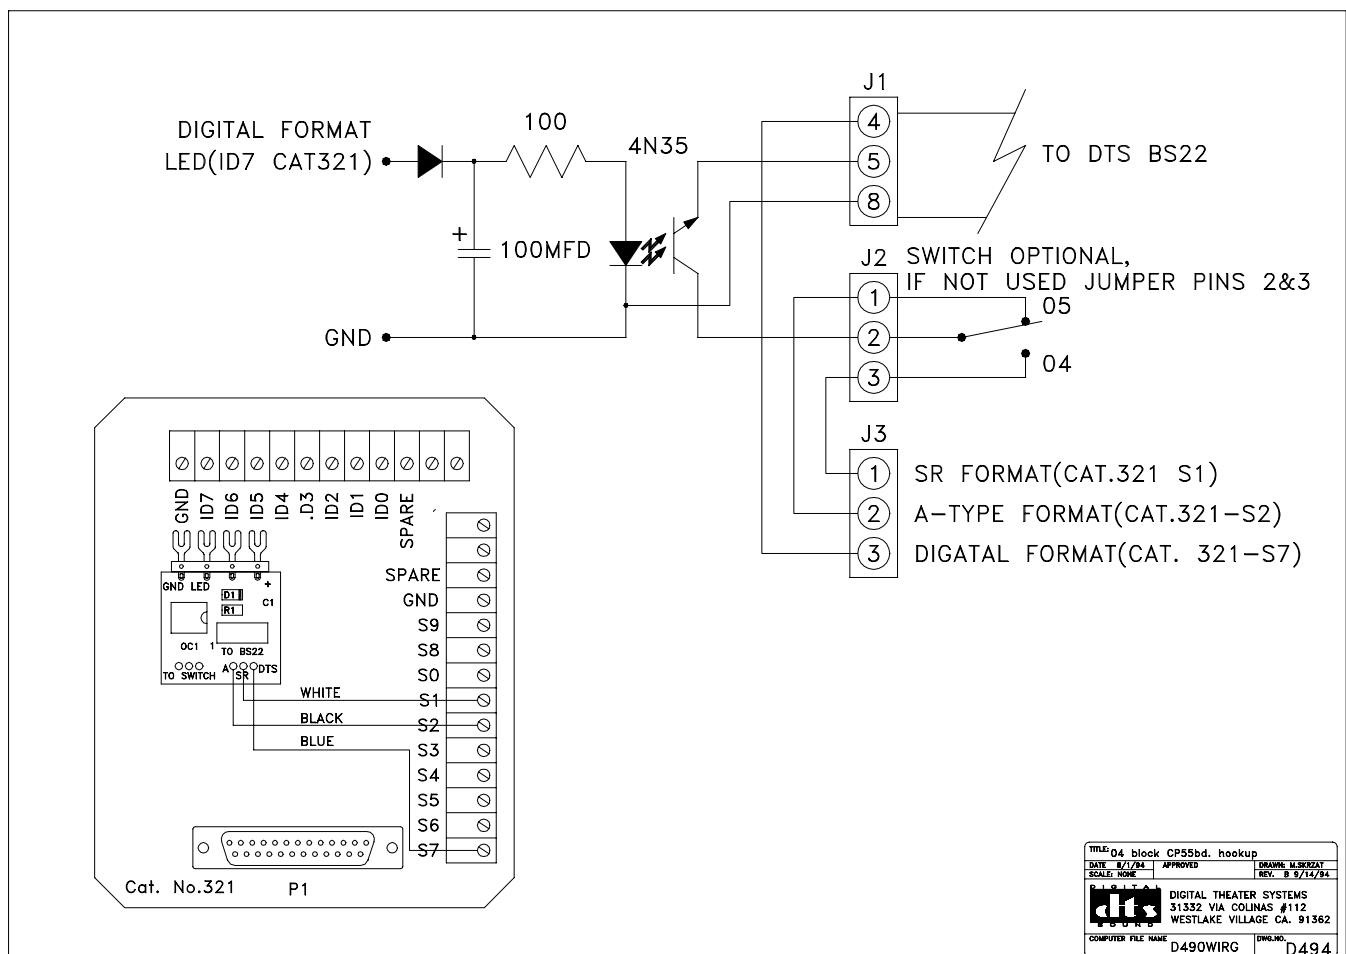 J1
DIGITAL FORMAT
LED(ID7 CAT321)
100
4N35
4
5
8
TO DTS BS22
+
100MFD
GND
J2
SWITCH OPTIONAL,
IF NOT USED JUMPER PINS 2&3
1
2
3
05
04
J3
1
SR FORMAT(CAT.321 S1)
2
A-TYPE FORMAT(CAT.321-S2)
3
DIGATAL FORMAT(CAT. 321-S7)
GND
ID7
ID6
ID5
ID4
.D3
ID2
ID1
ID0
SPARE
SPARE
GND
S9
S8
S0
S1
S2
S3
S4
S5
S6
S7
GND LED
+
D1
C1
R1
OC1
1
TO BS22
A
SR
DTS
TO SWITCH
WHITE
BLACK
BLUE
Cat. No.321
P1
TITLE: 04 block CP55bd. hookup
DATE 8/1/94
APPROVED
DRAWN: M.SKRZAT
SCALE: NONE
REV. B 9/14/94
DIGITAL
dts
SOUND
DIGITAL THEATER SYSTEMS
31332 VIA COLINAS #112
WESTLAKE VILLAGE CA. 91362
COMPUTER FILE NAME
D490WIRG
DWG.NO.
D494